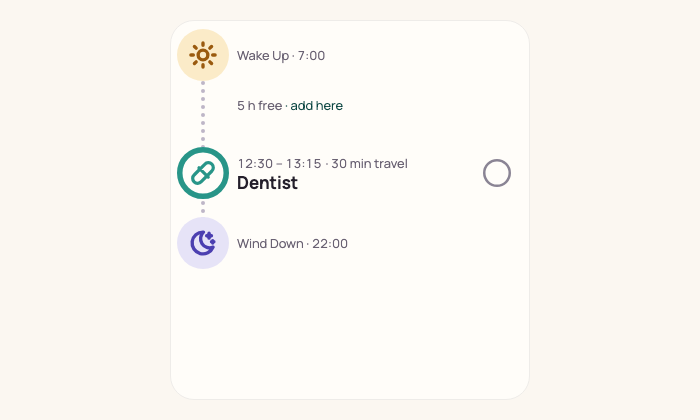 Wake Up · 7:00
5 h free · add here
12:30 – 13:15 · 30 min travel
Dentist
Wind Down · 22:00